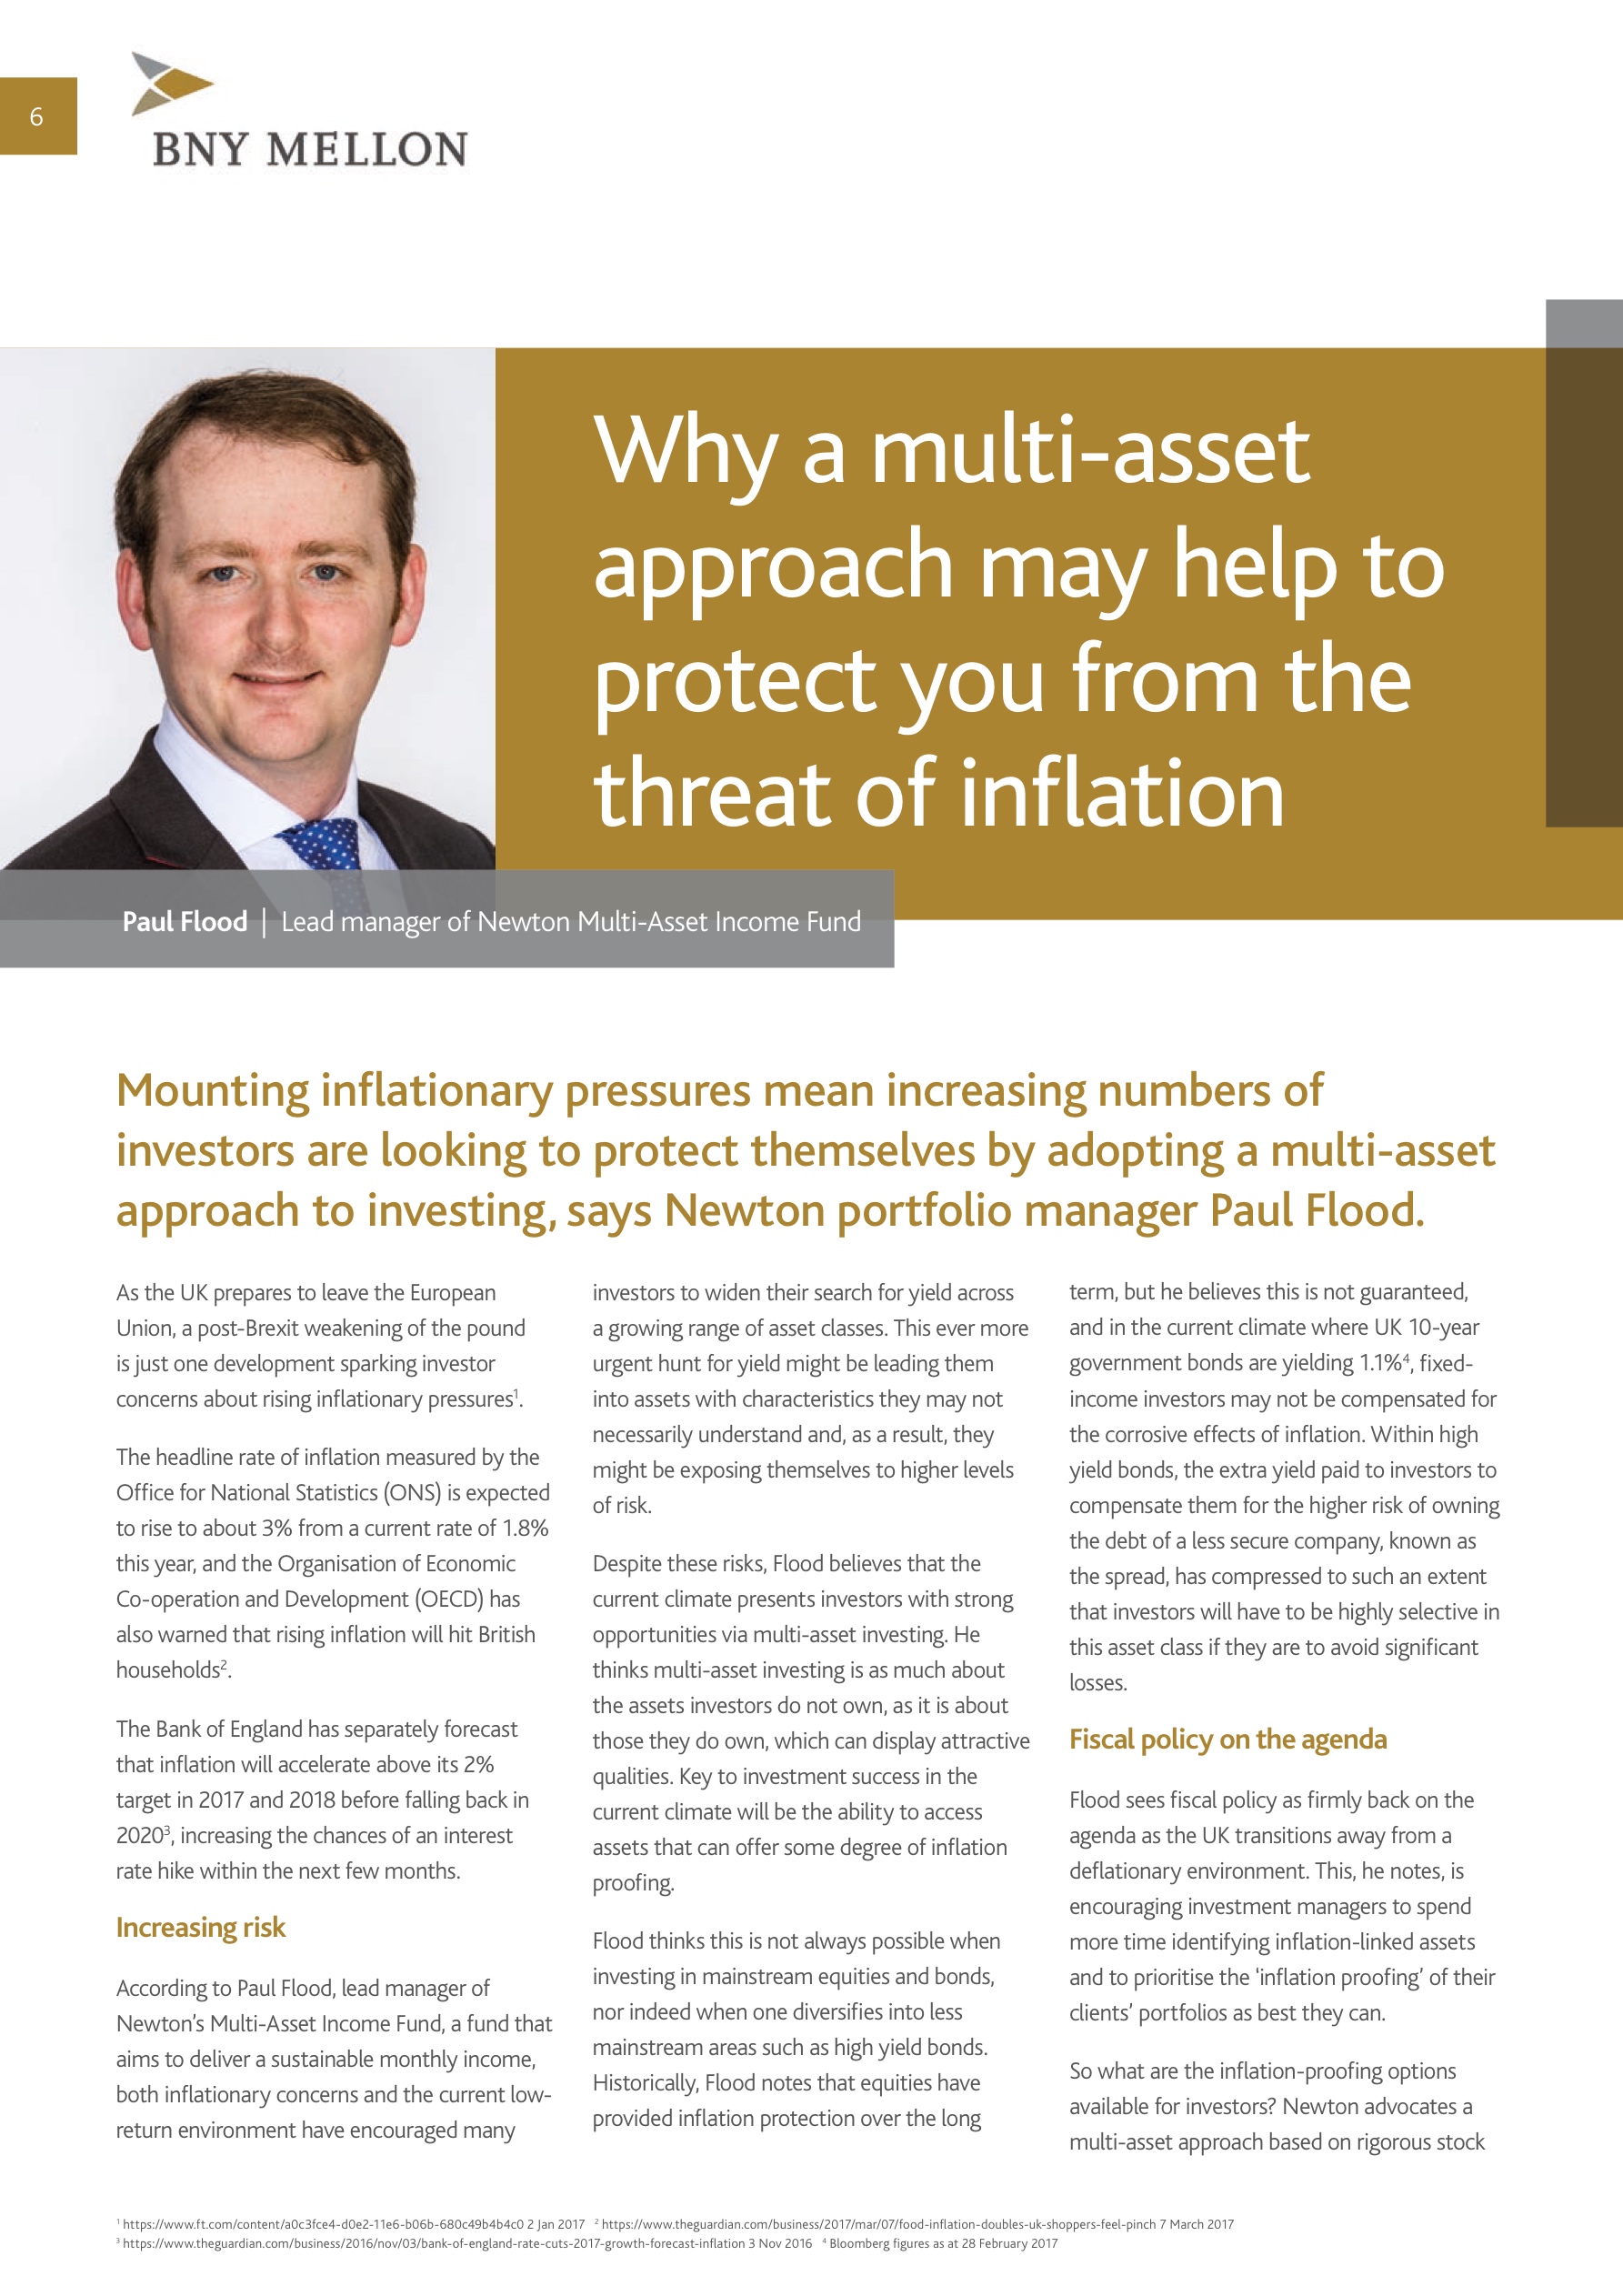 6
BNY MELLON
Why a multi-asset
approach may help to
protect you from the
threat of inflation
Paul Flood | Lead manager of Newton Multi-Asset Income Fund
Mounting inflationary pressures mean increasing numbers of
investors are looking to protect themselves by adopting a multi-asset
approach to investing, says Newton portfolio manager Paul Flood.
As the UK prepares to leave the European
Union, a post-Brexit weakening of the pound
is just one development sparking investor
concerns about rising inflationary pressures¹.
The headline rate of inflation measured by the
Office for National Statistics (ONS) is expected
to rise to about 3% from a current rate of 1.8%
this year, and the Organisation of Economic
Co-operation and Development (OECD) has
also warned that rising inflation will hit British
households².
The Bank of England has separately forecast
that inflation will accelerate above its 2%
target in 2017 and 2018 before falling back in
2020³, increasing the chances of an interest
rate hike within the next few months.
Increasing risk
According to Paul Flood, lead manager of
Newton’s Multi-Asset Income Fund, a fund that
aims to deliver a sustainable monthly income,
both inflationary concerns and the current low-
return environment have encouraged many
investors to widen their search for yield across
a growing range of asset classes. This ever more
urgent hunt for yield might be leading them
into assets with characteristics they may not
necessarily understand and, as a result, they
might be exposing themselves to higher levels
of risk.
Despite these risks, Flood believes that the
current climate presents investors with strong
opportunities via multi-asset investing. He
thinks multi-asset investing is as much about
the assets investors do not own, as it is about
those they do own, which can display attractive
qualities. Key to investment success in the
current climate will be the ability to access
assets that can offer some degree of inflation
proofing.
Flood thinks this is not always possible when
investing in mainstream equities and bonds,
nor indeed when one diversifies into less
mainstream areas such as high yield bonds.
Historically, Flood notes that equities have
provided inflation protection over the long
term, but he believes this is not guaranteed,
and in the current climate where UK 10-year
government bonds are yielding 1.1%⁴, fixed-
income investors may not be compensated for
the corrosive effects of inflation. Within high
yield bonds, the extra yield paid to investors to
compensate them for the higher risk of owning
the debt of a less secure company, known as
the spread, has compressed to such an extent
that investors will have to be highly selective in
this asset class if they are to avoid significant
losses.
Fiscal policy on the agenda
Flood sees fiscal policy as firmly back on the
agenda as the UK transitions away from a
deflationary environment. This, he notes, is
encouraging investment managers to spend
more time identifying inflation-linked assets
and to prioritise the ‘inflation proofing’ of their
clients’ portfolios as best they can.
So what are the inflation-proofing options
available for investors? Newton advocates a
multi-asset approach based on rigorous stock
¹ https://www.ft.com/content/a0c3fce4-d0e2-11e6-b06b-680c49b4b4c0 2 Jan 2017 ² https://www.theguardian.com/business/2017/mar/07/food-inflation-doubles-uk-shoppers-feel-pinch 7 March 2017
³ https://www.theguardian.com/business/2016/nov/03/bank-of-england-rate-cuts-2017-growth-forecast-inflation 3 Nov 2016 ⁴ Bloomberg figures as at 28 February 2017